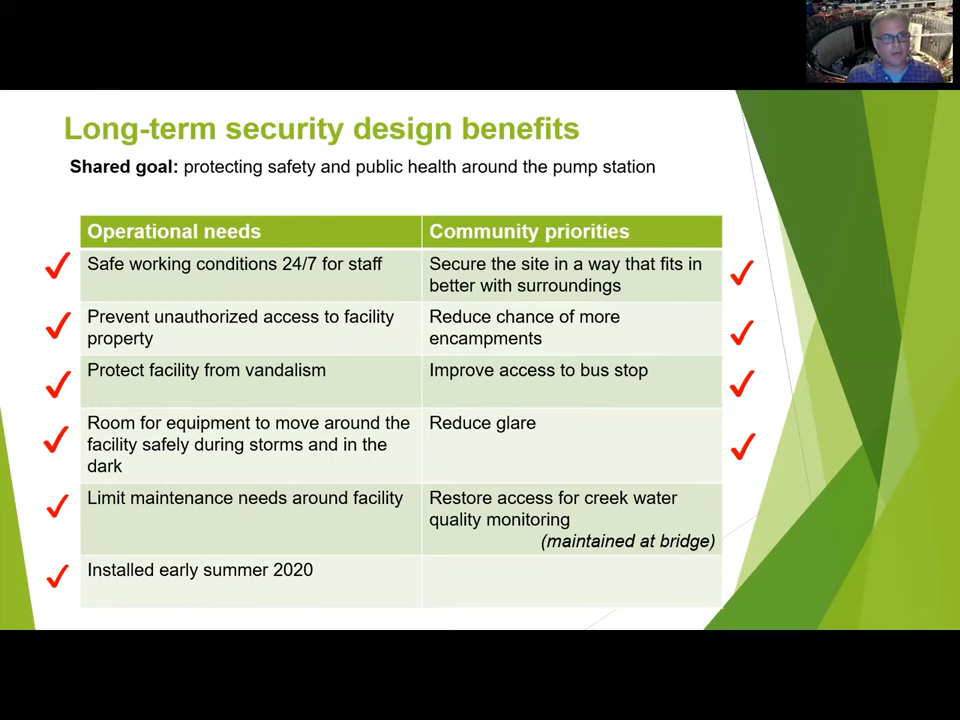 Long-term security design benefits
Shared goal: protecting safety and public health around the pump station
Operational needs
Community priorities
Safe working conditions 24/7 for staff
Secure the site in a way that fits in
better with surroundings
Prevent unauthorized access to facility
property
Reduce chance of more
encampments
Protect facility from vandalism
Improve access to bus stop
Room for equipment to move around the
facility safely during storms and in the
dark
Reduce glare
Limit maintenance needs around facility
Restore access for creek water
quality monitoring
(maintained at bridge)
Installed early summer 2020